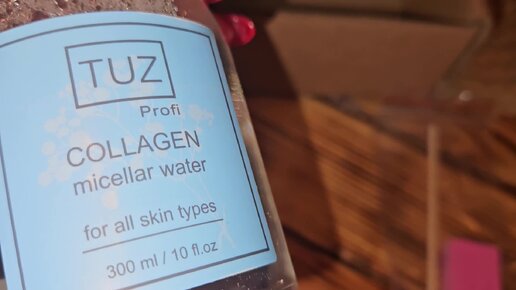 TUZ
Profi
COLLAGEN
micellar water
for all skin types
300 ml / 10 fl.oz